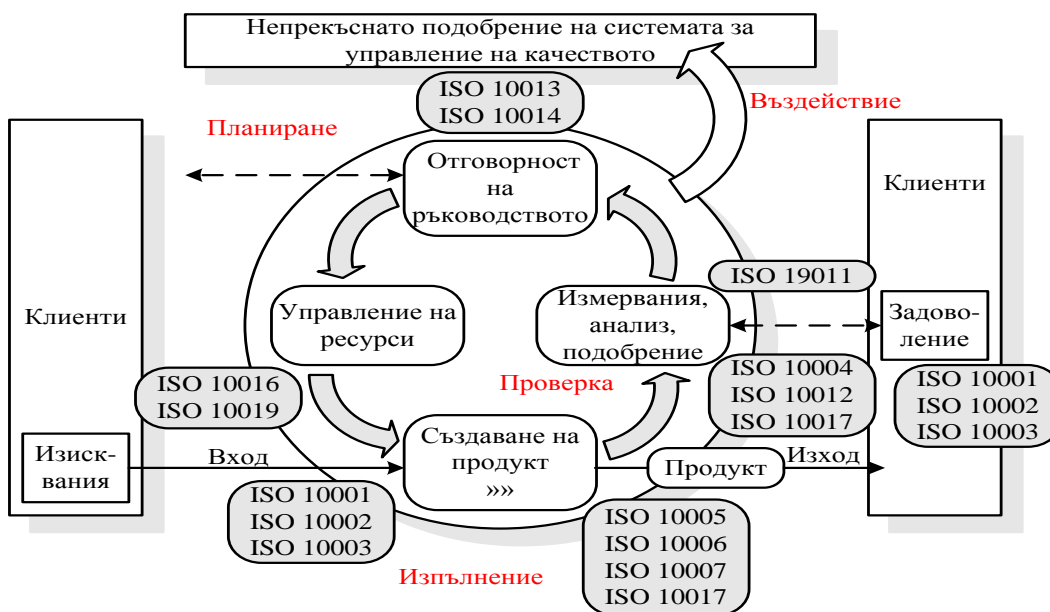 Непрекъснато подобрение на системата за
управление на качеството
ISO 10013
ISO 10014
Планиране
Въздействие
Отговорност
на
ръководството
Клиенти
Клиенти
ISO 19011
Управление на
ресурси
Измервания,
анализ,
подобрение
Задово-
ление
ISO 10016
ISO 10019
Проверка
ISO 10004
ISO 10012
ISO 10017
ISO 10001
ISO 10002
ISO 10003
Изиск-
вания
Вход
Създаване на
продукт
»»
Продукт
Изход
ISO 10001
ISO 10002
ISO 10003
ISO 10005
ISO 10006
ISO 10007
ISO 10017
Изпълнение